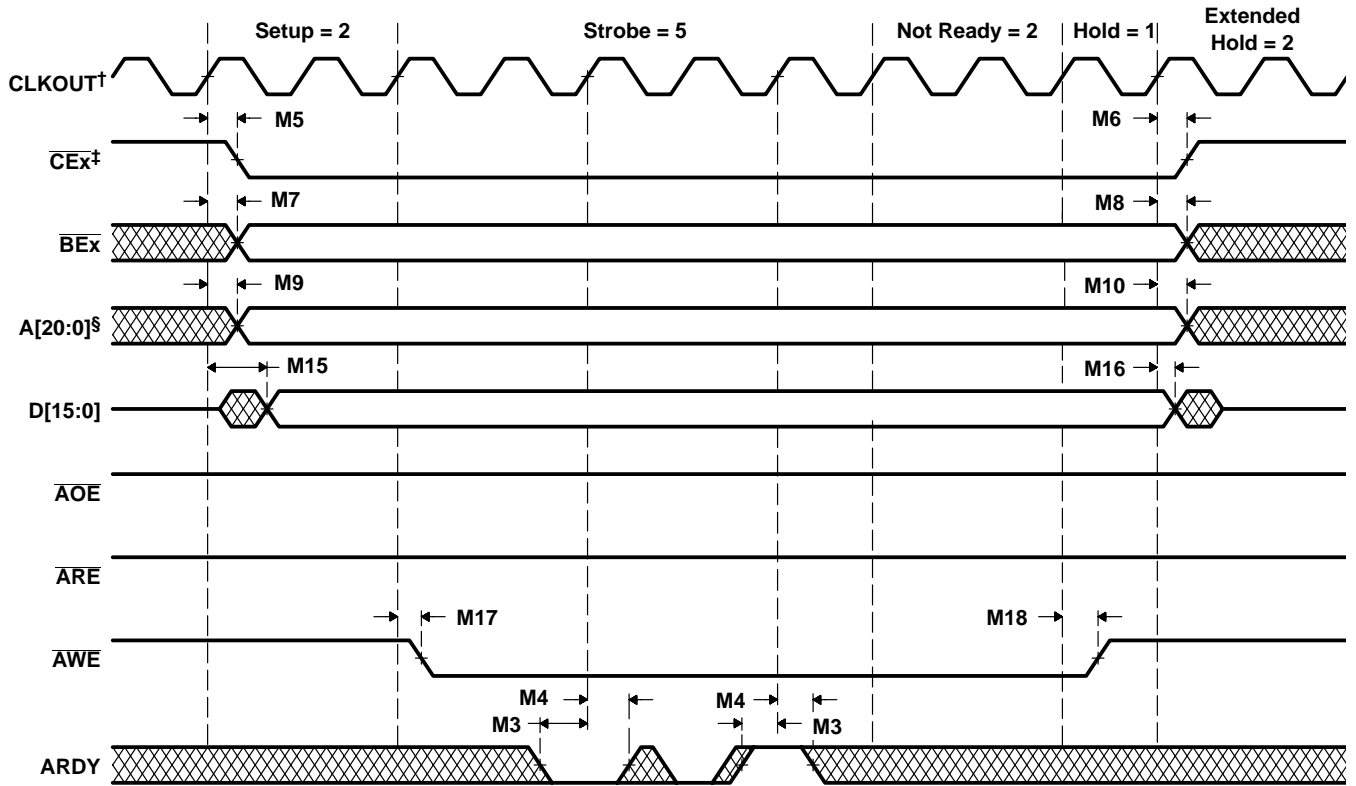 Setup = 2
Strobe = 5
Not Ready = 2
Hold = 1
Extended
Hold = 2
CLKOUT†
M5
M6
CEx‡
M7
M8
BEx
M9
M10
A[20:0]§
M15
M16
D[15:0]
AOE
ARE
M17
M18
AWE
M4
M4
M3
M3
ARDY